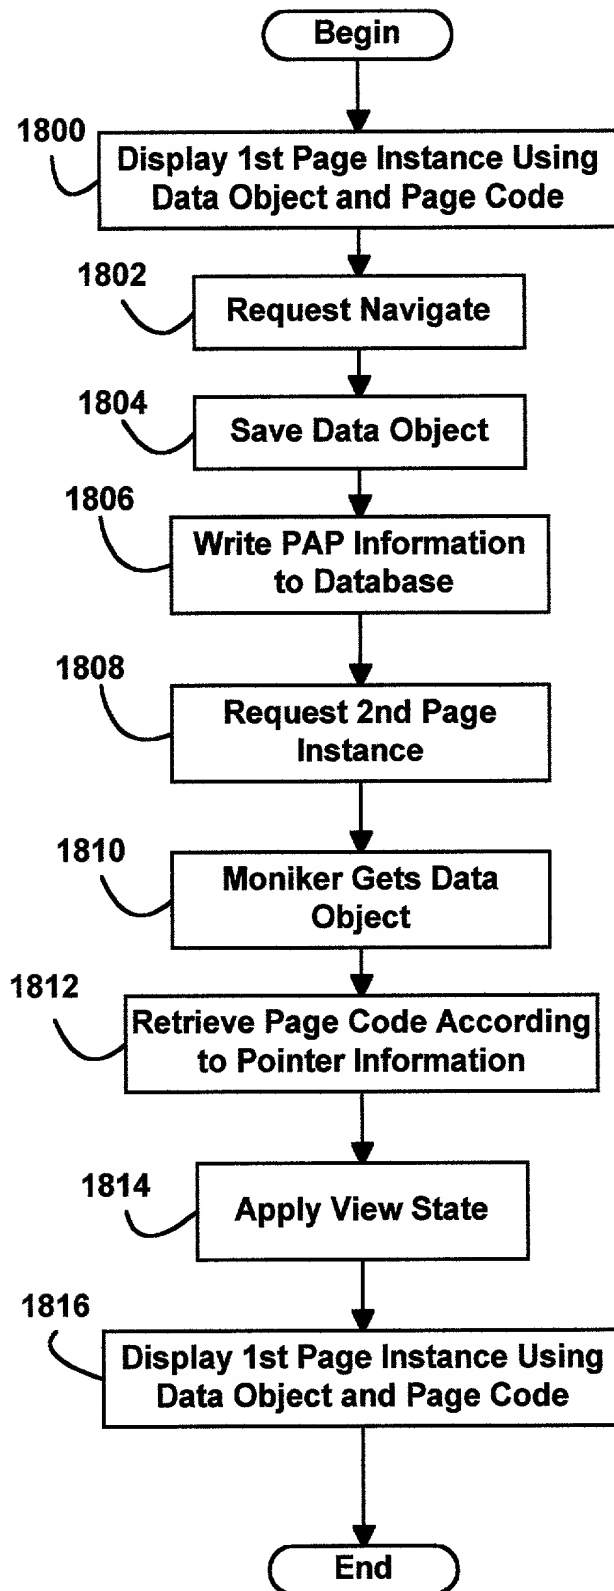 Begin
1800
Display 1st Page Instance Using
Data Object and Page Code
1802
Request Navigate
1804
Save Data Object
1806
Write PAP Information
to Database
1808
Request 2nd Page
Instance
1810
Moniker Gets Data
Object
1812
Retrieve Page Code According
to Pointer Information
1814
Apply View State
1816
Display 1st Page Instance Using
Data Object and Page Code
End